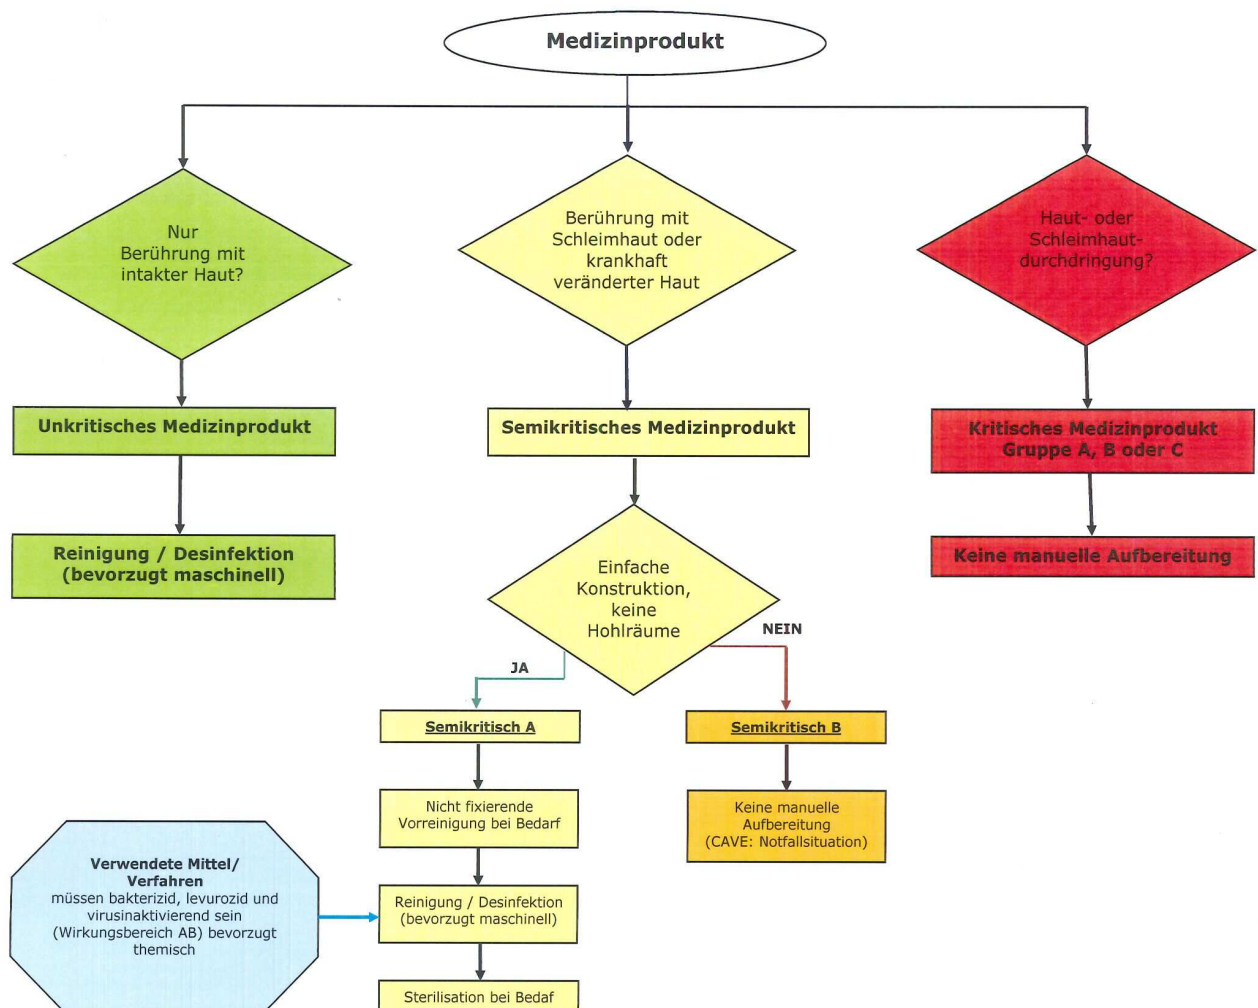 Medizinprodukt
Nur
Berührung mit
intakter Haut?
Berührung mit
Schleimhaut oder
krankhaft
veränderter Haut
Haut- oder
Schleimhaut-
durchdringung?
Unkritisches Medizinprodukt
Semikritisches Medizinprodukt
Kritisches Medizinprodukt
Gruppe A, B oder C
Reinigung / Desinfektion
(bevorzugt maschinell)
Keine manuelle Aufbereitung
Einfache
Konstruktion,
keine
Hohlräume
JA
NEIN
Semikritisch A
Semikritisch B
Nicht fixierende
Vorreinigung bei Bedarf
Keine manuelle
Aufbereitung
(CAVE: Notfallsituation)
Verwendete Mittel/
Verfahren
müssen bakterizid, levurozid und
virusinaktivierend sein
(Wirkungsbereich AB) bevorzugt
themisch
Reinigung / Desinfektion
(bevorzugt maschinell)
Sterilisation bei Bedaf